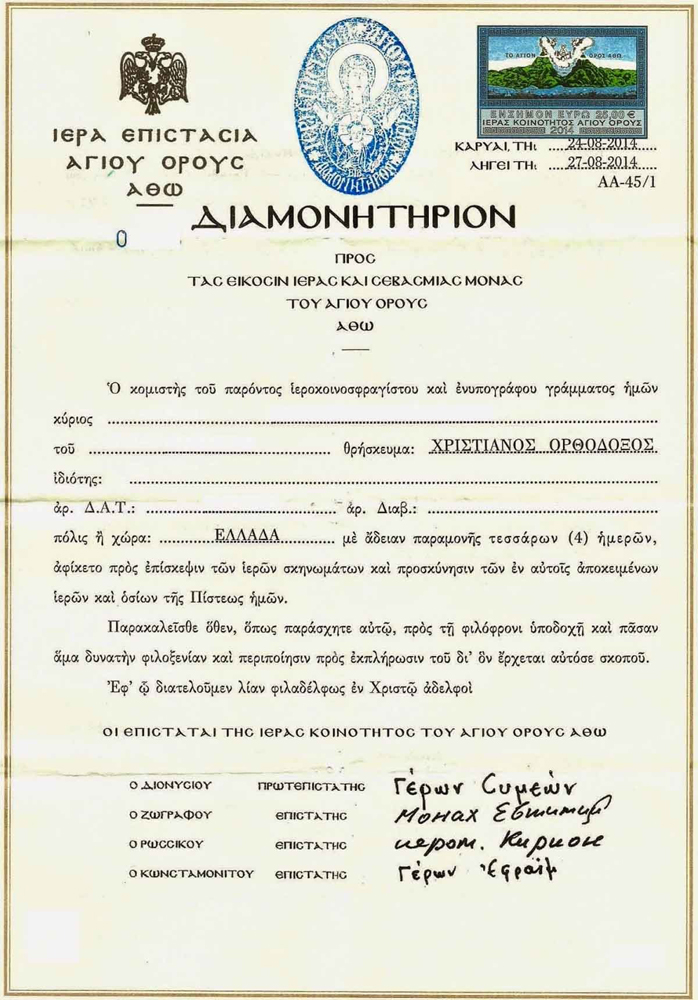 ΙΕΡΑ ΕΠΙΣΤΑΣΙΑ
ΑΓΙΟΥ ΟΡΟΥΣ
ΑΘΩ
ΤΟ ΑΓΙΟΝ ΟΡΟΣ ΑΘΩ
ΕΝΣΗΜΟΝ ΕΥΡΩ 25,00 €
ΙΕΡΑΣ ΚΟΙΝΟΤΗΤΟΣ ΑΓΙΟΥ ΟΡΟΥΣ
2014
ΚΑΡΥΑΙ, ΤΗι 24-08-2014
ΛΗΓΕΙ ΤΗι 27-08-2014
ΑΑ-45/1
ΔΙΑΜΟΝΗΤΗΡΙΟΝ
0
ΠΡΟΣ
ΤΑΣ ΕΙΚΟΣΙΝ ΙΕΡΑΣ ΚΑΙ ΣΕΒΑΣΜΙΑΣ ΜΟΝΑΣ
ΤΟΥ ΑΓΙΟΥ ΟΡΟΥΣ
ΑΘΩ
Ὁ κομιστὴς τοῦ παρόντος ἱεροκοινοσφραγίστου καὶ ἐνυπογράφου γράμματος ἡμῶν
κύριος
τοῦ θρήσκευμα: ΧΡΙΣΤΙΑΝΟΣ ΟΡΘΟΔΟΞΟΣ
ἰδιότης:
ἀρ. Δ.Α.Τ.: ἀρ. Διαβ.:
πόλις ἢ χώρα: ΕΛΛΑΔΑ μὲ ἄδειαν παραμονῆς τεσσάρων (4) ἡμερῶν,
ἀφίκετο πρὸς ἐπίσκεψιν τῶν ἱερῶν σκηνωμάτων καὶ προσκύνησιν τῶν ἐν αὐτοῖς ἀποκειμένων
ἱερῶν καὶ ὁσίων τῆς Πίστεως ἡμῶν.
Παρακαλεῖσθε ὅθεν, ὅπως παράσχητε αὐτῷ, πρὸς τῇ φιλόφρονι ὑποδοχῇ καὶ πᾶσαν
ἅμα δυνατὴν φιλοξενίαν καὶ περιποίησιν πρὸς ἐκπλήρωσιν τοῦ δι' ὃν ἔρχεται αὐτόσε σκοποῦ.
Ἐφ' ᾧ διατελοῦμεν λίαν φιλαδέλφως ἐν Χριστῷ ἀδελφοὶ
ΟΙ ΕΠΙΣΤΑΤΑΙ ΤΗΣ ΙΕΡΑΣ ΚΟΙΝΟΤΗΤΟΣ ΤΟΥ ΑΓΙΟΥ ΟΡΟΥΣ ΑΘΩ
Ο ΔΙΟΝΥΣΙΟΥ ΠΡΩΤΕΠΙΣΤΑΤΗΣ Γέρων Συμεών
Ο ΖΩΓΡΑΦΟΥ ΕΠΙΣΤΑΤΗΣ Монах
Ο ΡΩΣΣΙΚΟΥ ΕΠΙΣΤΑΤΗΣ иером. Кирион
Ο ΚΩΝΣΤΑΜΟΝΙΤΟΥ ΕΠΙΣΤΑΤΗΣ Γέρων Ἐφραίμ